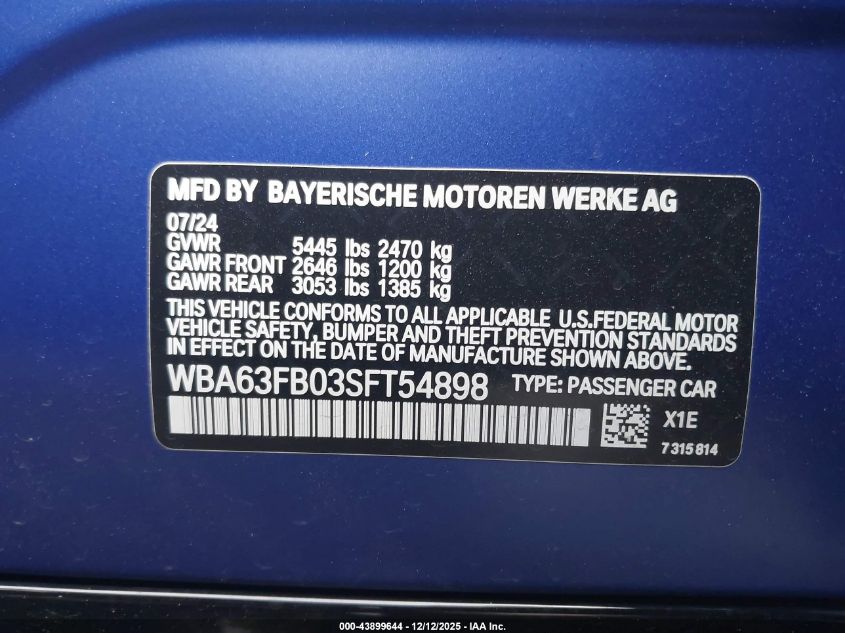 MFD BY BAYERISCHE MOTOREN WERKE AG
07/24
GVWR 5445 lbs 2470 kg
GAWR FRONT 2646 lbs 1200 kg
GAWR REAR 3053 lbs 1385 kg
THIS VEHICLE CONFORMS TO ALL APPLICABLE U.S.FEDERAL MOTOR
VEHICLE SAFETY, BUMPER AND THEFT PREVENTION STANDARDS
IN EFFECT ON THE DATE OF MANUFACTURE SHOWN ABOVE.
WBA63FB03SFT54898 TYPE: PASSENGER CAR
X1E
7315814
000-43899644 - 12/12/2025 - IAA Inc.